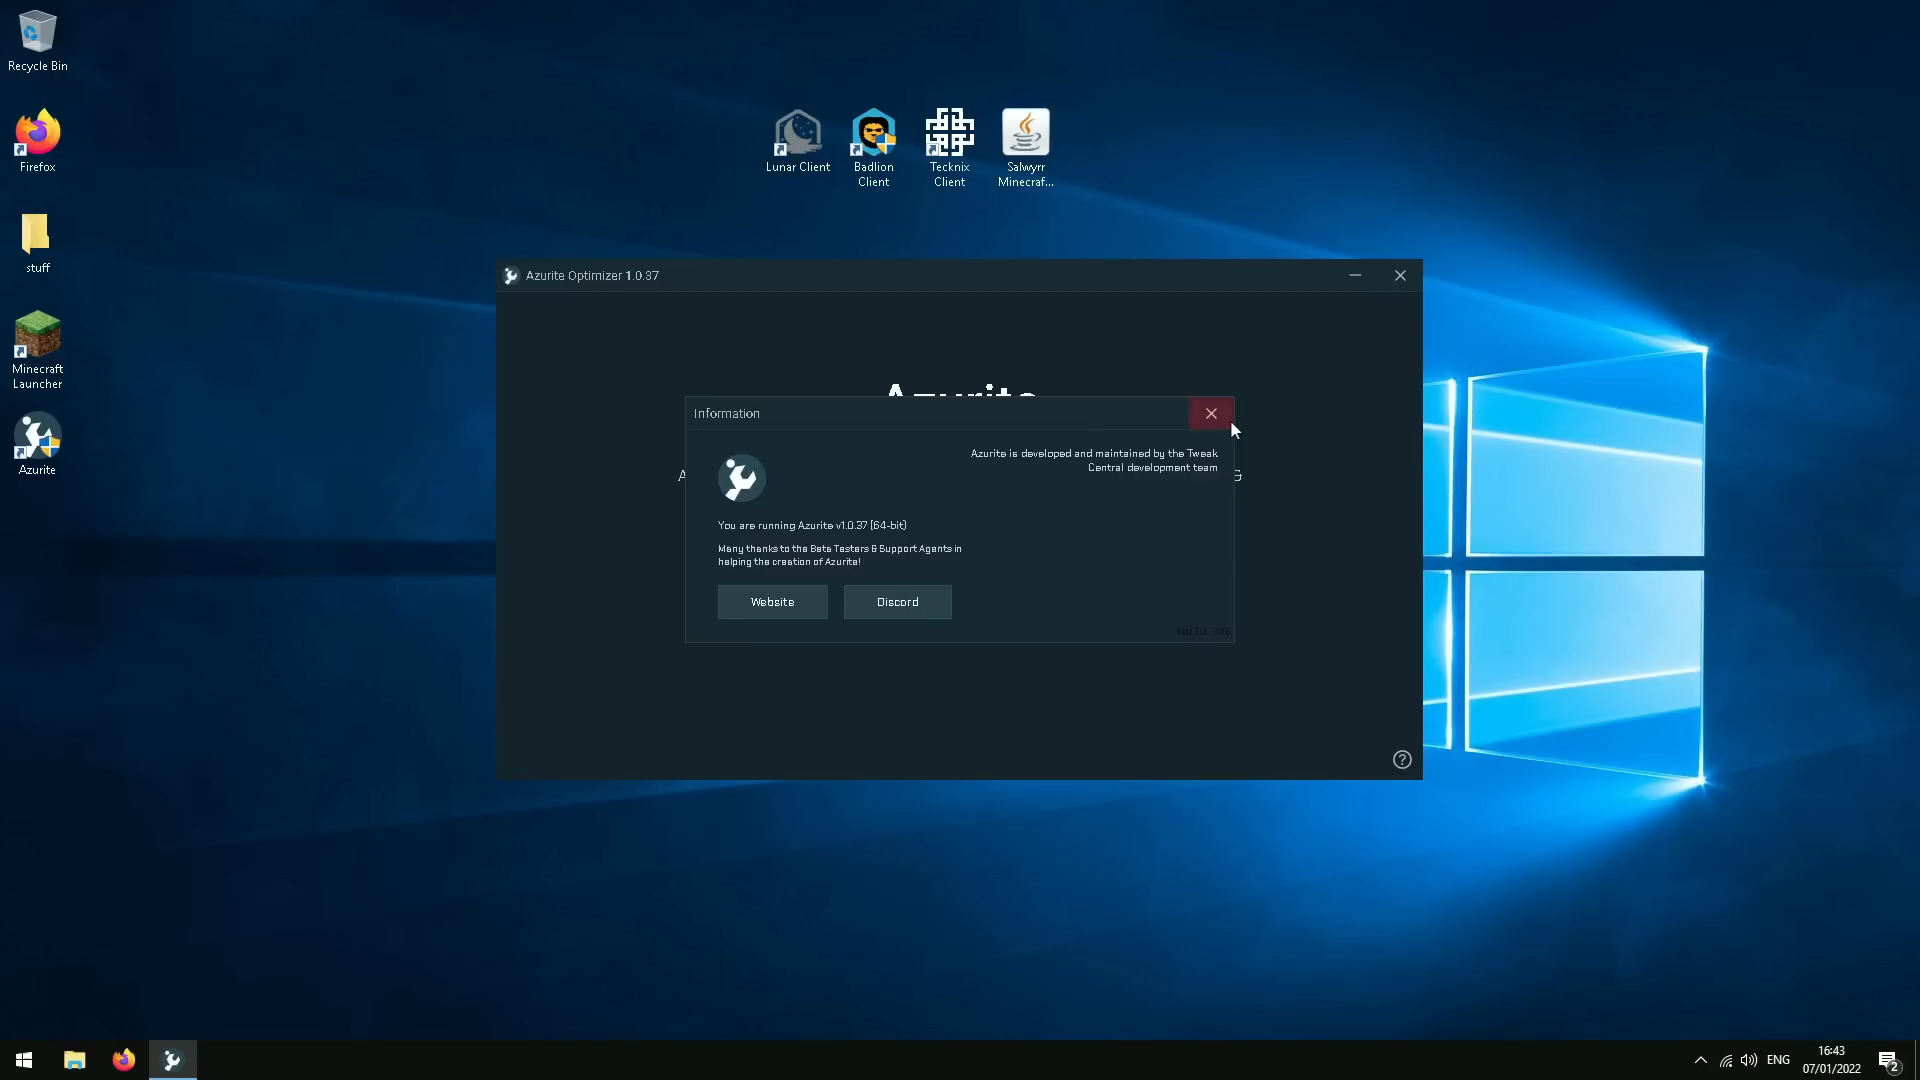 Recycle Bin
Firefox
stuff
Minecraft
Launcher
Azurite
Lunar Client
Badlion
Client
Tecknix
Client
Salwyrr
Minecraf...
Azurite Optimizer 1.0.37
Azurite
A
&
Information
Azurite is developed and maintained by the Tweak
Central development team
You are running Azurite v1.0.37 [64-bit]
Many thanks to the Beta Testers & Support Agents in
helping the creation of Azurite!
Website
Discord
Build
?
ENG
16:43
07/01/2022
2